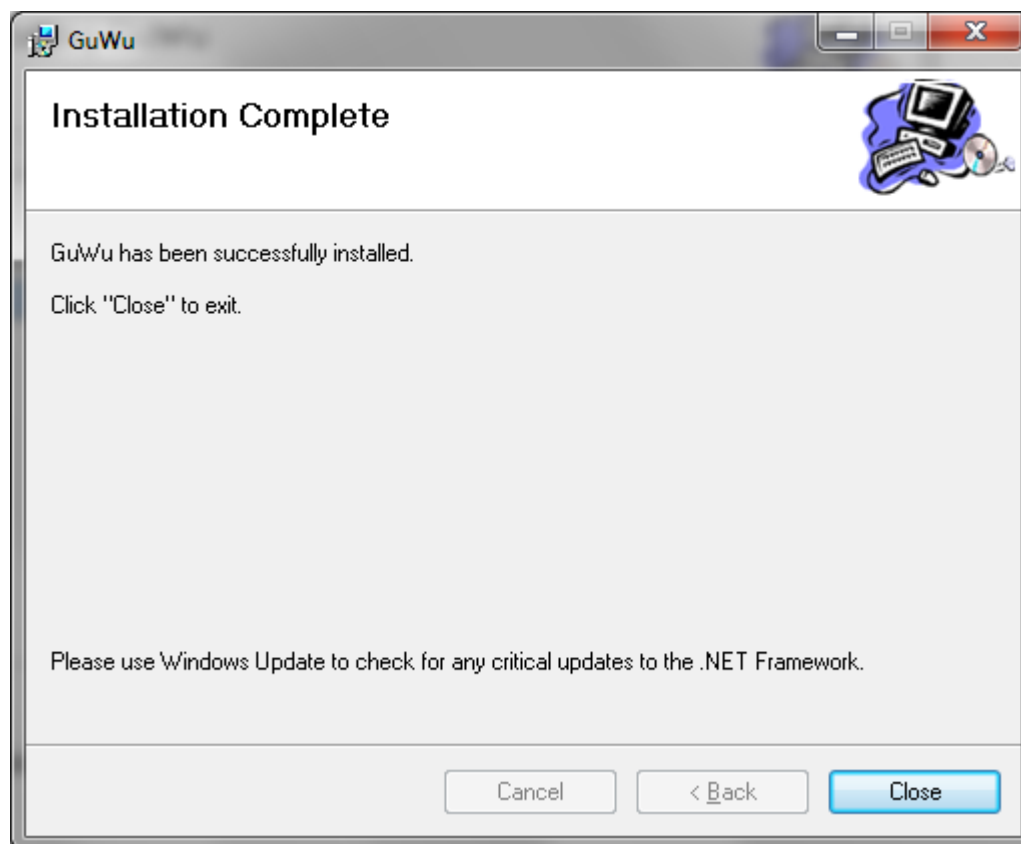 GuWu
Installation Complete
GuWu has been successfully installed.
Click "Close" to exit.
Please use Windows Update to check for any critical updates to the .NET Framework.
Cancel
< Back
Close